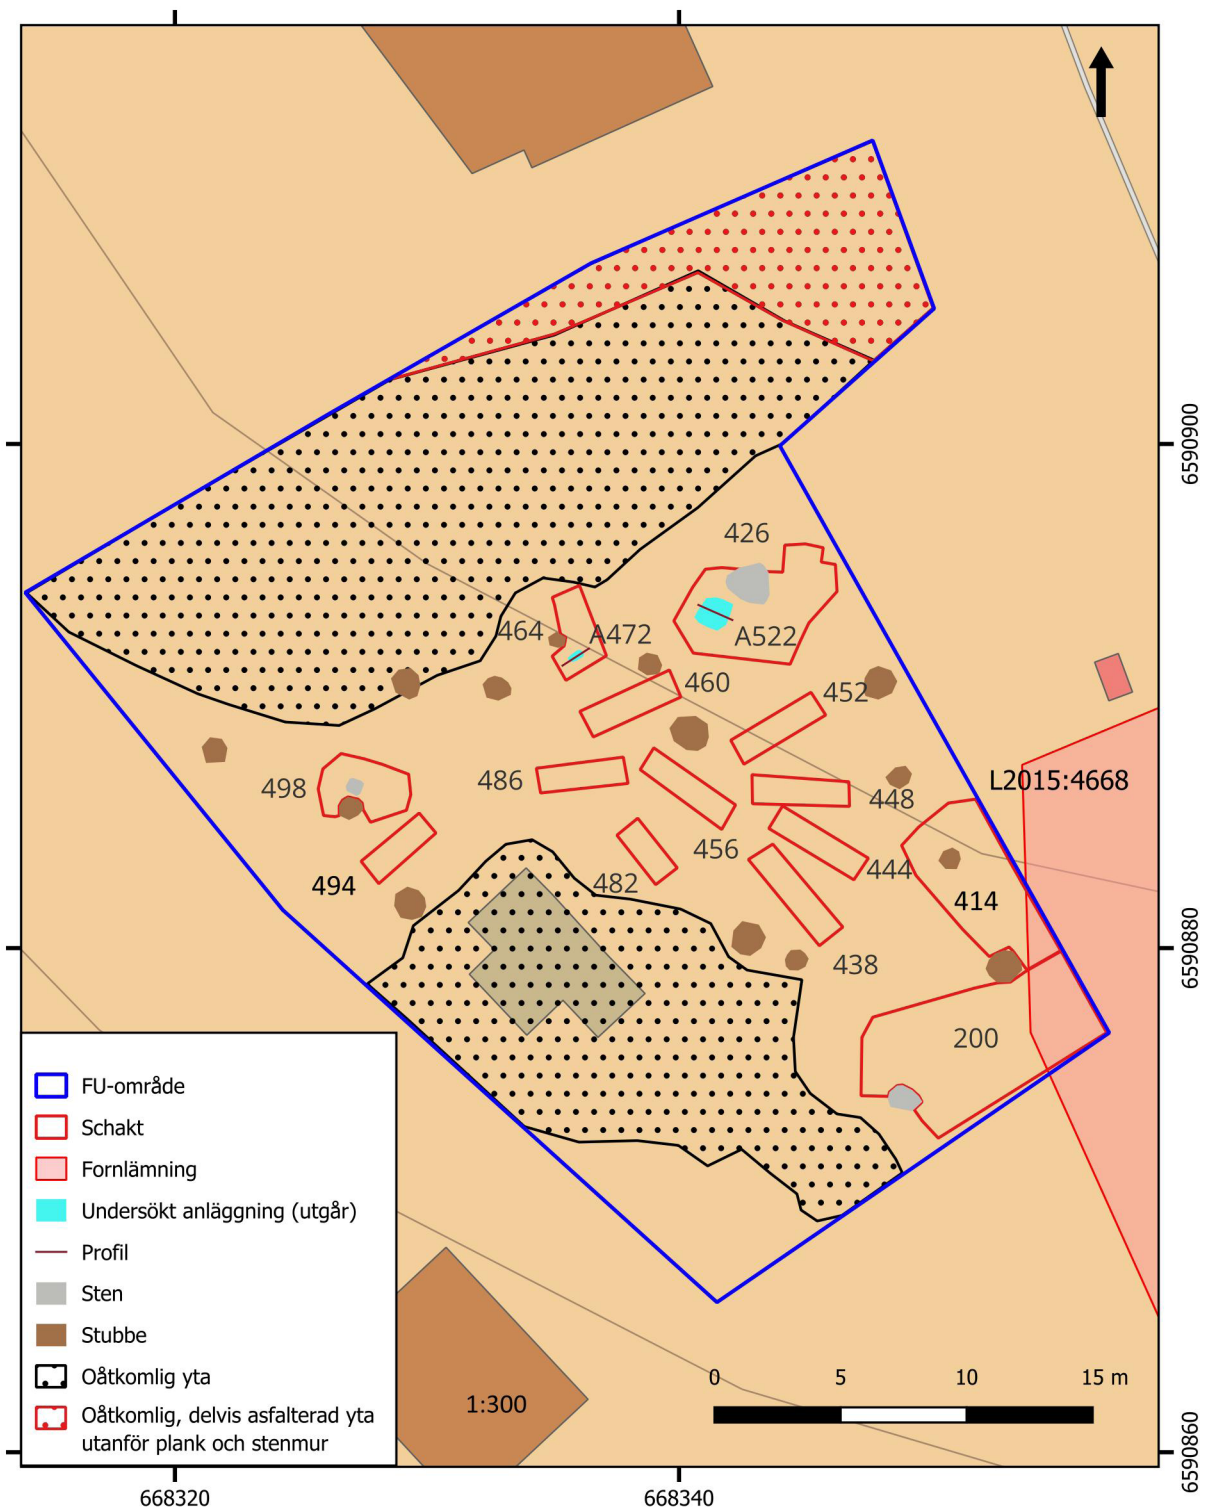 6590900
426
464
A472
A522
460
452
498
486
L2015:4668
448
456
444
494
482
414
438
6590880
200
FU-område
Schakt
Fornlämning
Undersökt anläggning (utgår)
Profil
Sten
Stubbe
Oåtkomlig yta
Oåtkomlig, delvis asfalterad yta
utanför plank och stenmur
1:300
0 5 10 15 m
6590860
668320 668340